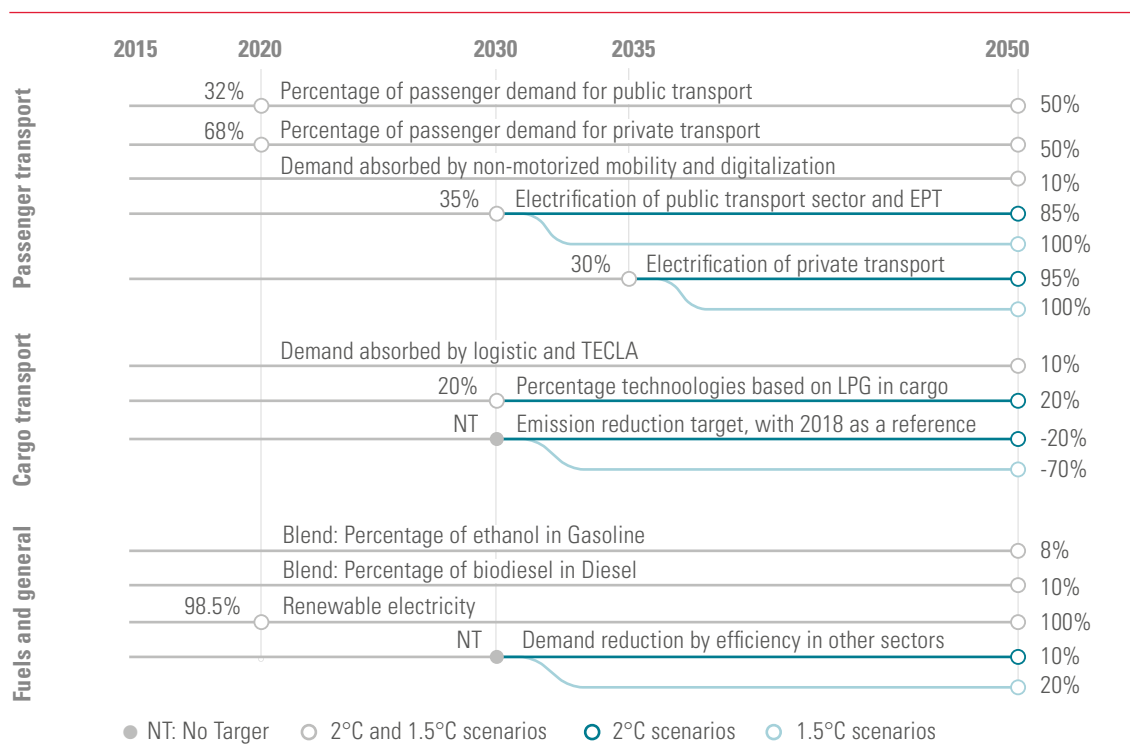 2015 2020 2030 2035 2050
Passenger transport
32% Percentage of passenger demand for public transport 50%
68% Percentage of passenger demand for private transport 50%
Demand absorbed by non-motorized mobility and digitalization 10%
35% Electrification of public transport sector and EPT 85%
100%
30% Electrification of private transport 95%
100%
Cargo transport
Demand absorbed by logistic and TECLA 10%
20% Percentage technoologies based on LPG in cargo 20%
NT Emission reduction target, with 2018 as a reference -20%
-70%
Fuels and general
Blend: Percentage of ethanol in Gasoline 8%
Blend: Percentage of biodiesel in Diesel 10%
98.5% Renewable electricity 100%
NT Demand reduction by efficiency in other sectors 10%
20%
NT: No Targer 2°C and 1.5°C scenarios 2°C scenarios 1.5°C scenarios